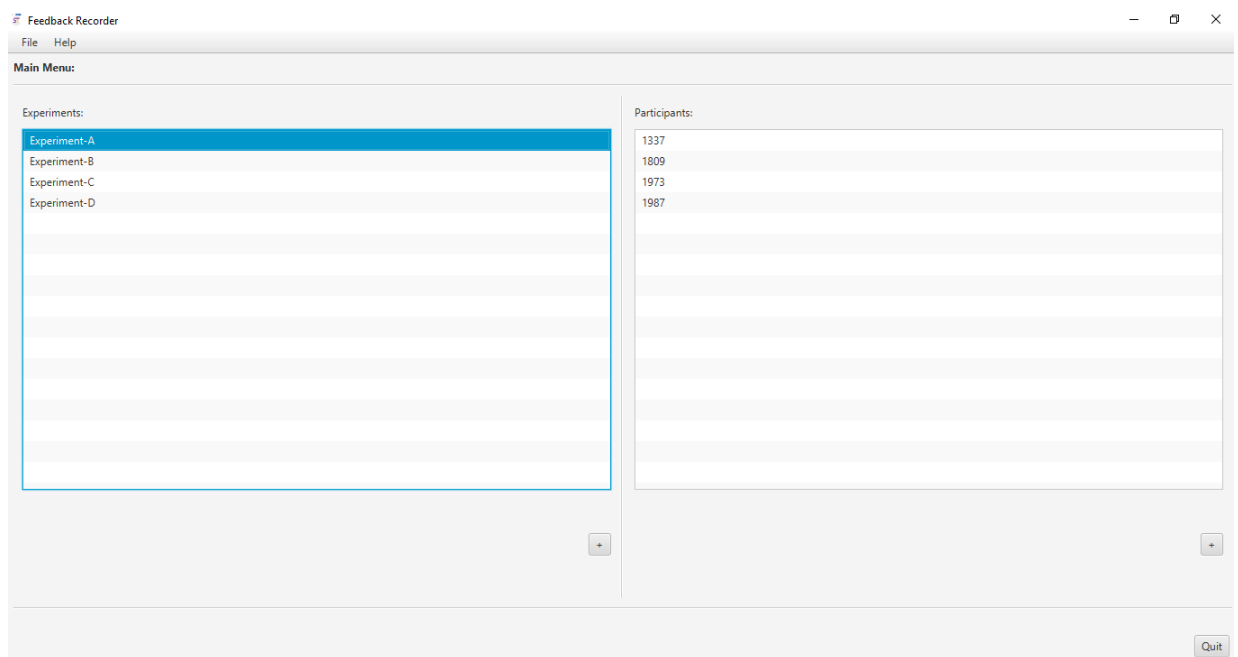 Feedback Recorder
File Help
Main Menu:
Experiments:
Experiment-A
Experiment-B
Experiment-C
Experiment-D
+
Participants:
1337
1809
1973
1987
+
Quit